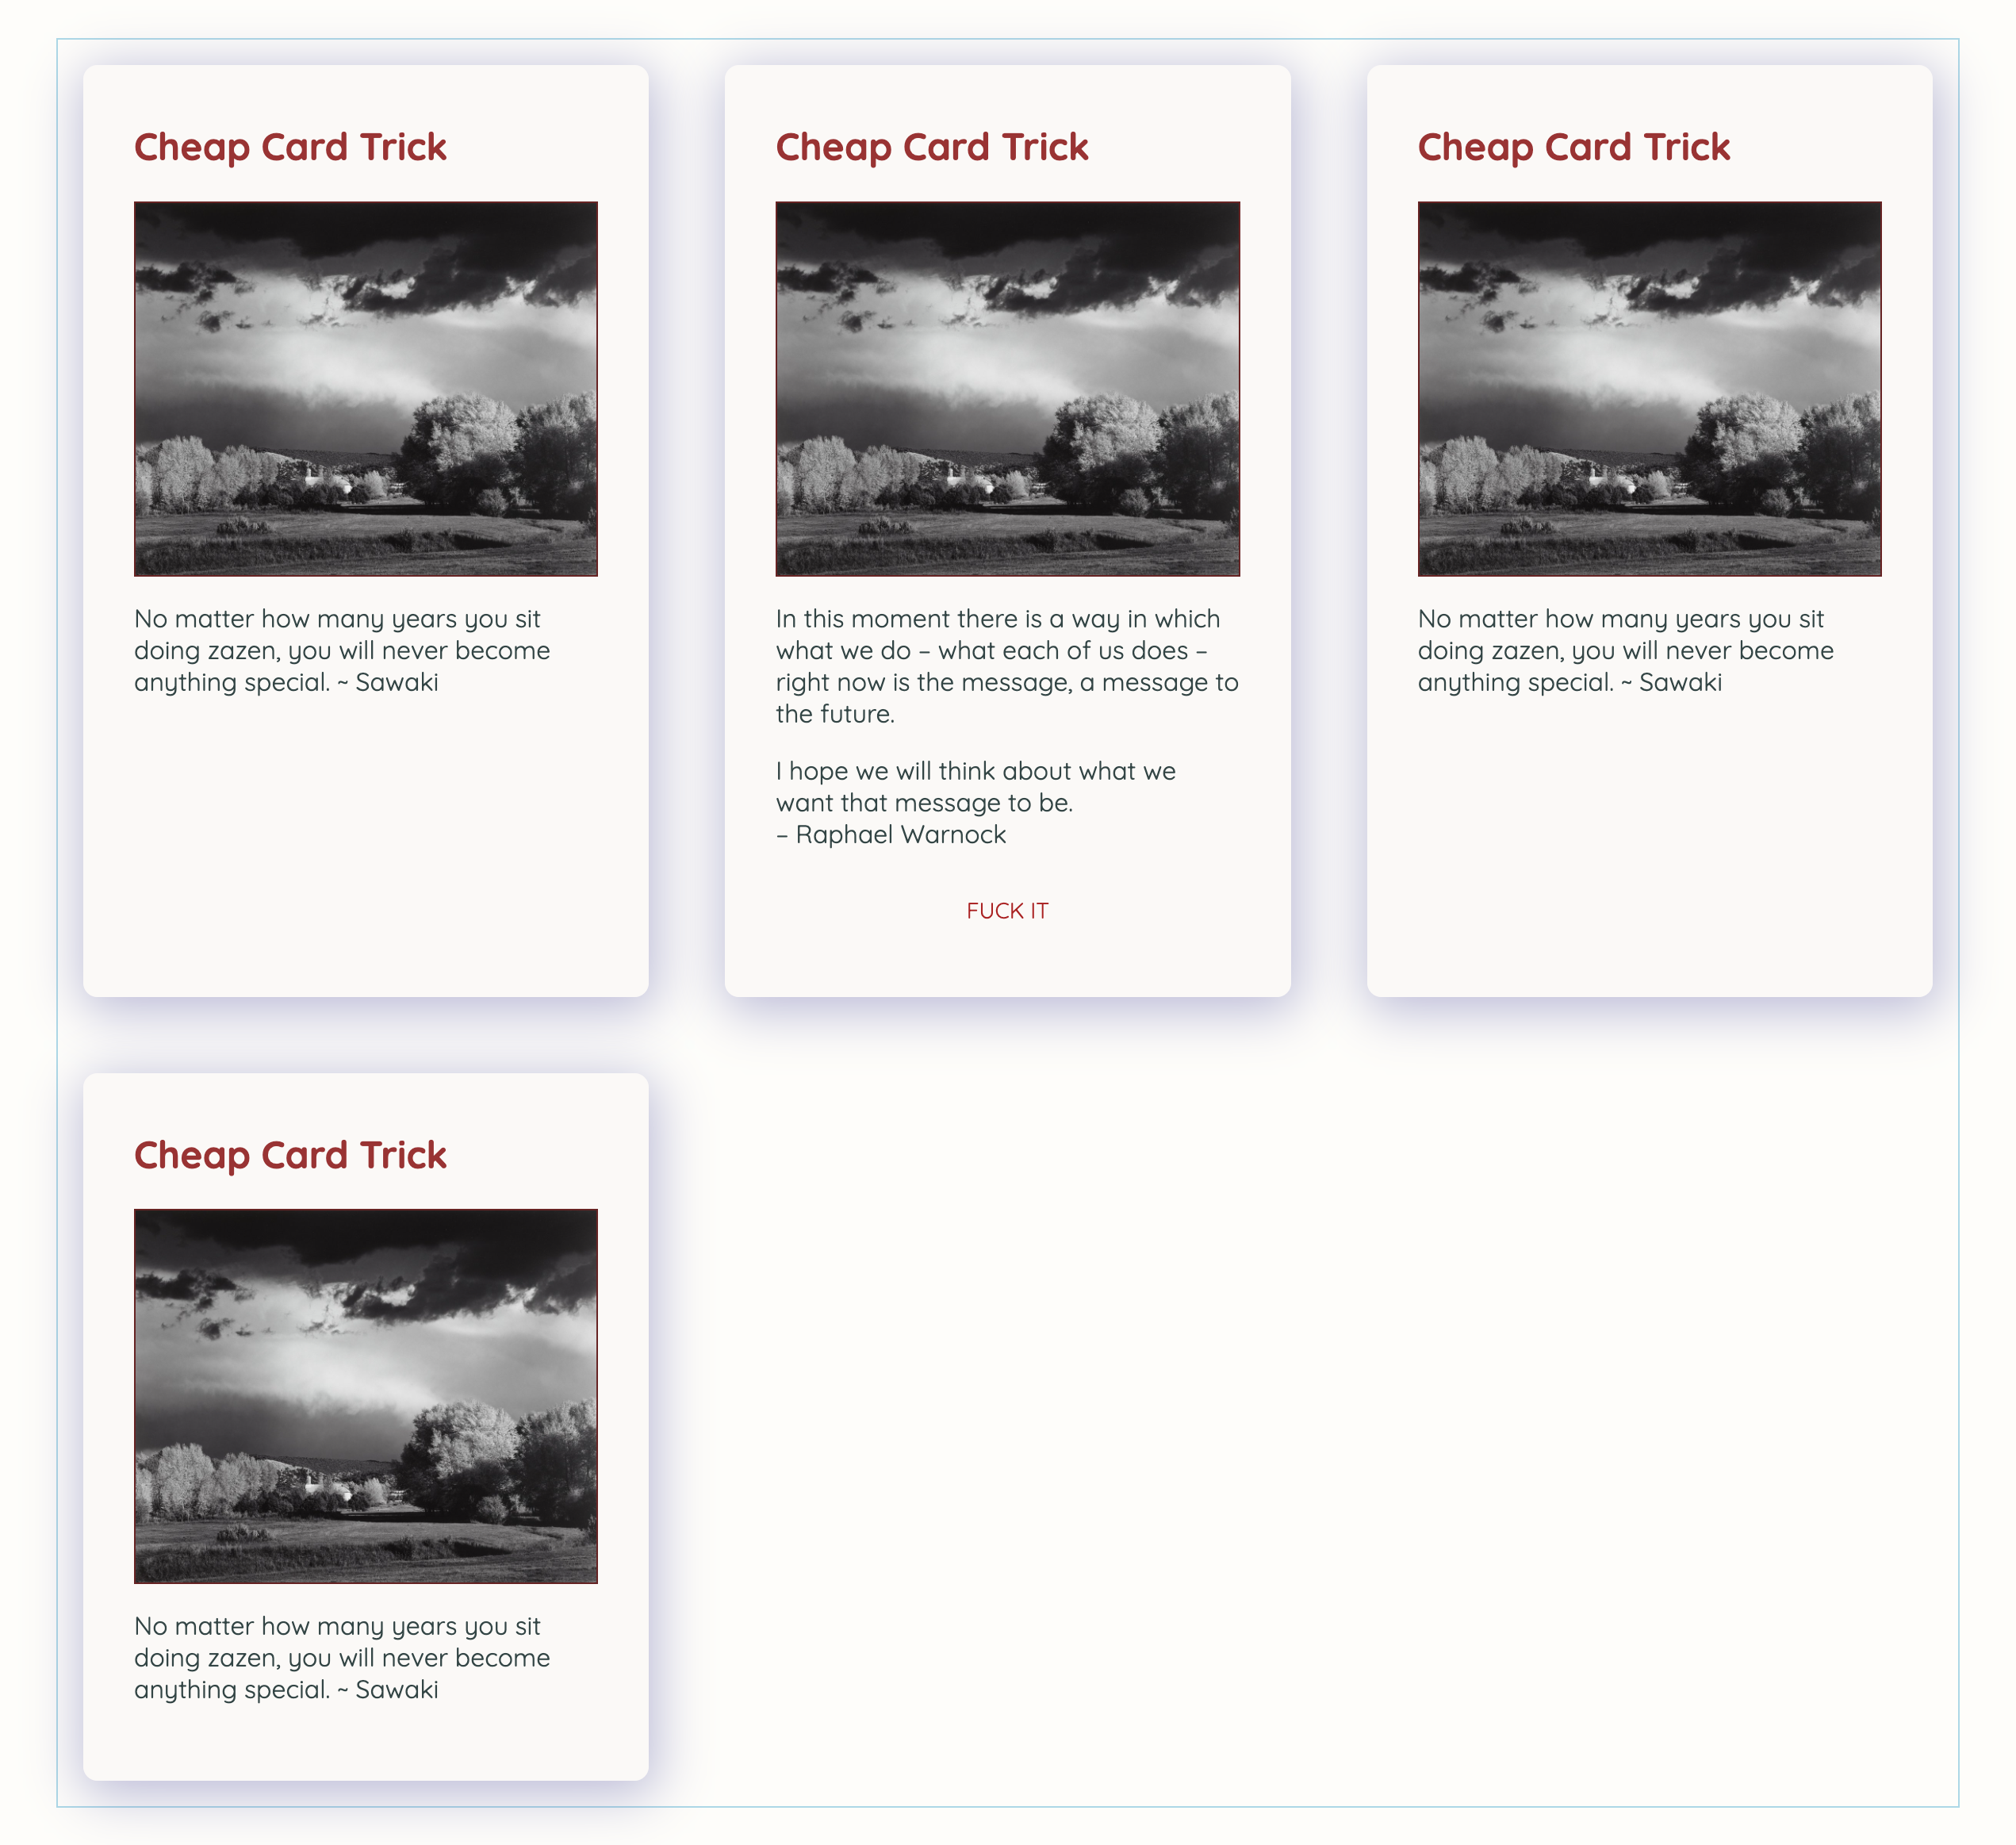 Cheap Card Trick
No matter how many years you sit
doing zazen, you will never become
anything special. ~ Sawaki
Cheap Card Trick
In this moment there is a way in which
what we do – what each of us does –
right now is the message, a message to
the future.
I hope we will think about what we
want that message to be.
– Raphael Warnock
FUCK IT
Cheap Card Trick
No matter how many years you sit
doing zazen, you will never become
anything special. ~ Sawaki
Cheap Card Trick
No matter how many years you sit
doing zazen, you will never become
anything special. ~ Sawaki